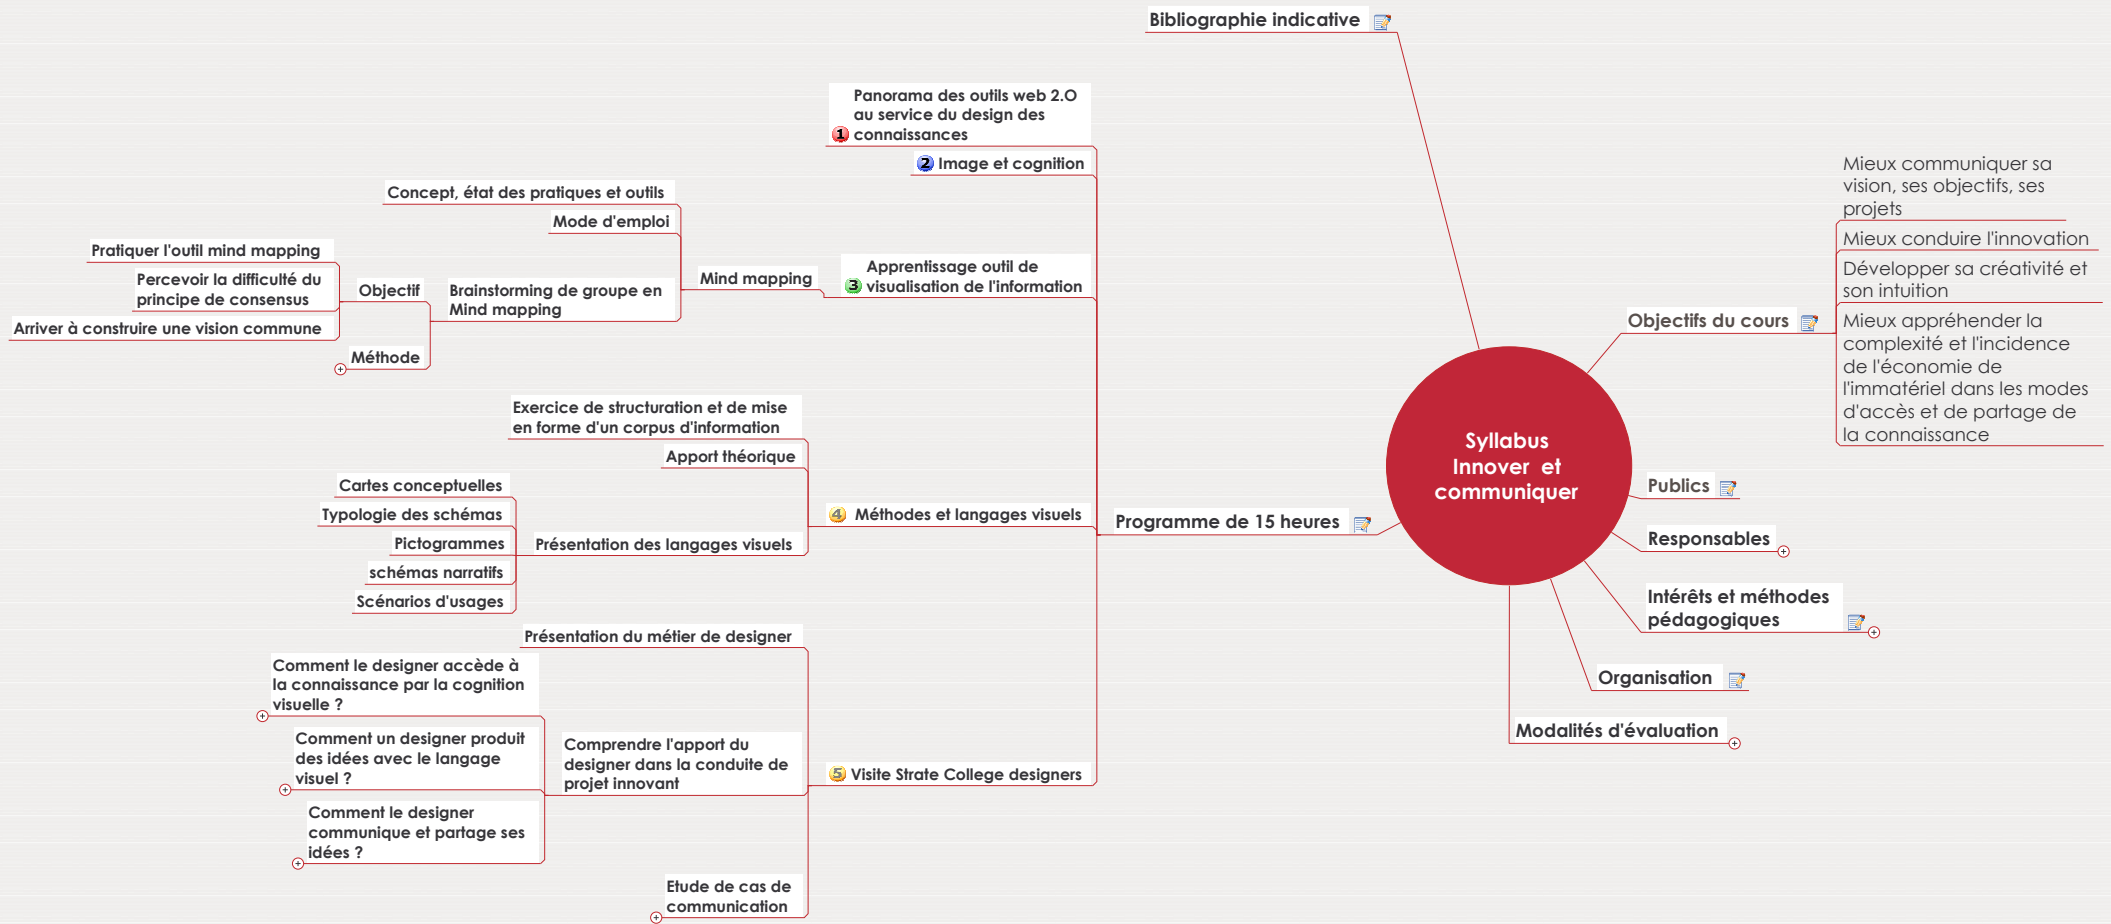 Bibliographie indicative
Panorama des outils web 2.O
au service du design des
1 connaissances
2 Image et cognition
Concept, état des pratiques et outils
Mode d'emploi
Pratiquer l'outil mind mapping
Percevoir la difficulté du
principe de consensus
Arriver à construire une vision commune
Objectif
Méthode
Brainstorming de groupe en
Mind mapping
Mind mapping
Apprentissage outil de
3 visualisation de l'information
Exercice de structuration et de mise
en forme d'un corpus d'information
Apport théorique
Cartes conceptuelles
Typologie des schémas
Pictogrammes
schémas narratifs
Scénarios d'usages
Présentation des langages visuels
4 Méthodes et langages visuels
Programme de 15 heures
Présentation du métier de designer
Comment le designer accède à
la connaissance par la cognition
visuelle ?
Comment un designer produit
des idées avec le langage
visuel ?
Comment le designer
communique et partage ses
idées ?
Comprendre l'apport du
designer dans la conduite de
projet innovant
5 Visite Strate College designers
Etude de cas de
communication
Syllabus
Innover et
communiquer
Objectifs du cours
Mieux communiquer sa
vision, ses objectifs, ses
projets
Mieux conduire l'innovation
Développer sa créativité et
son intuition
Mieux appréhender la
complexité et l'incidence
de l'économie de
l'immatériel dans les modes
d'accès et de partage de
la connaissance
Publics
Responsables
Intérêts et méthodes
pédagogiques
Organisation
Modalités d'évaluation